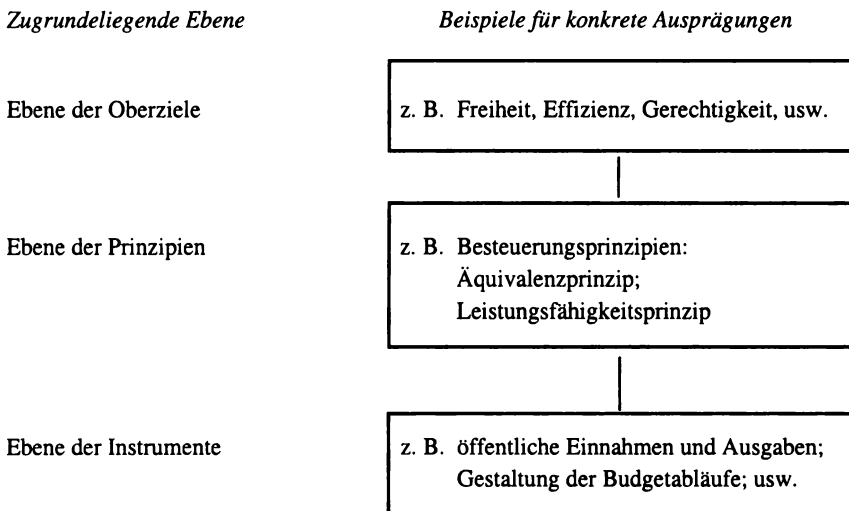 Zugrundeliegende Ebene
Beispiele für konkrete Ausprägungen
Ebene der Oberziele
z. B. Freiheit, Effizienz, Gerechtigkeit, usw.
Ebene der Prinzipien
z. B. Besteuerungsprinzipien:
Äquivalenzprinzip;
Leistungsfähigkeitsprinzip
Ebene der Instrumente
z. B. öffentliche Einnahmen und Ausgaben;
Gestaltung der Budgetabläufe; usw.